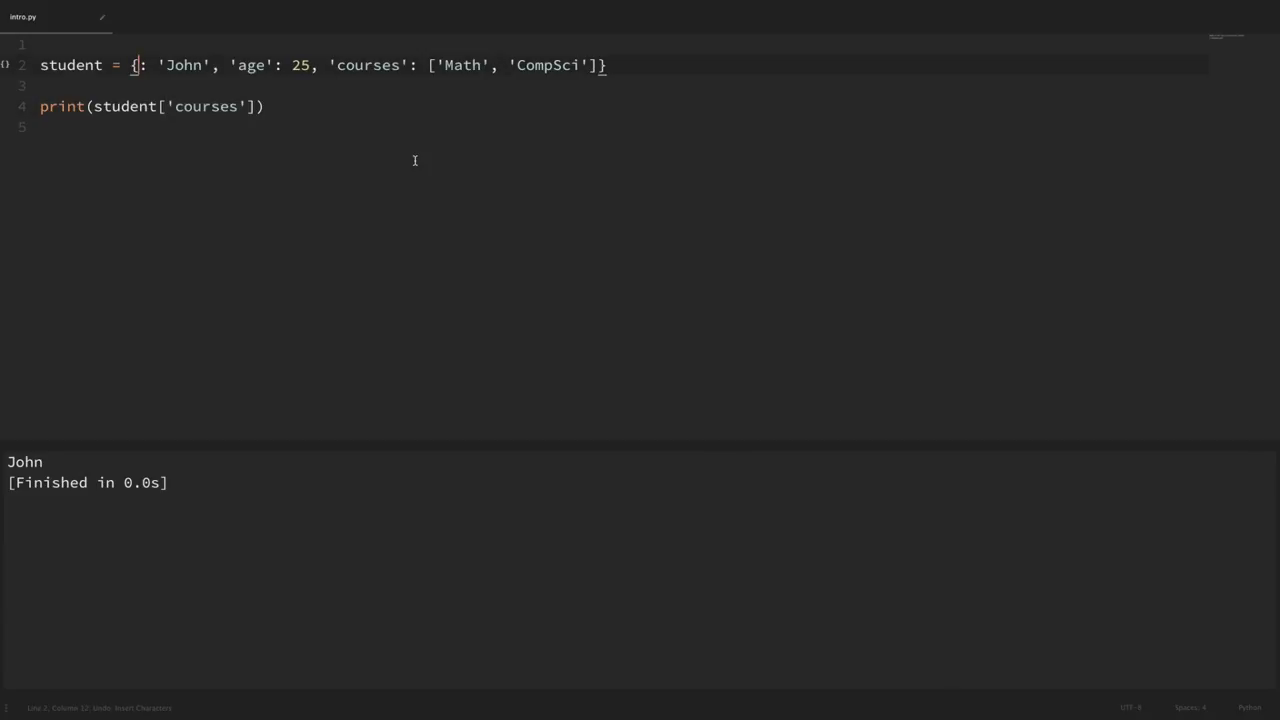 intro.py
1
{} 2 student = {: 'John', 'age': 25, 'courses': ['Math', 'CompSci']}
3
4 print(student['courses'])
5
John
[Finished in 0.0s]
Line 2, Column 12: Undo: Insert Characters UTF-8 Spaces: 4 Python